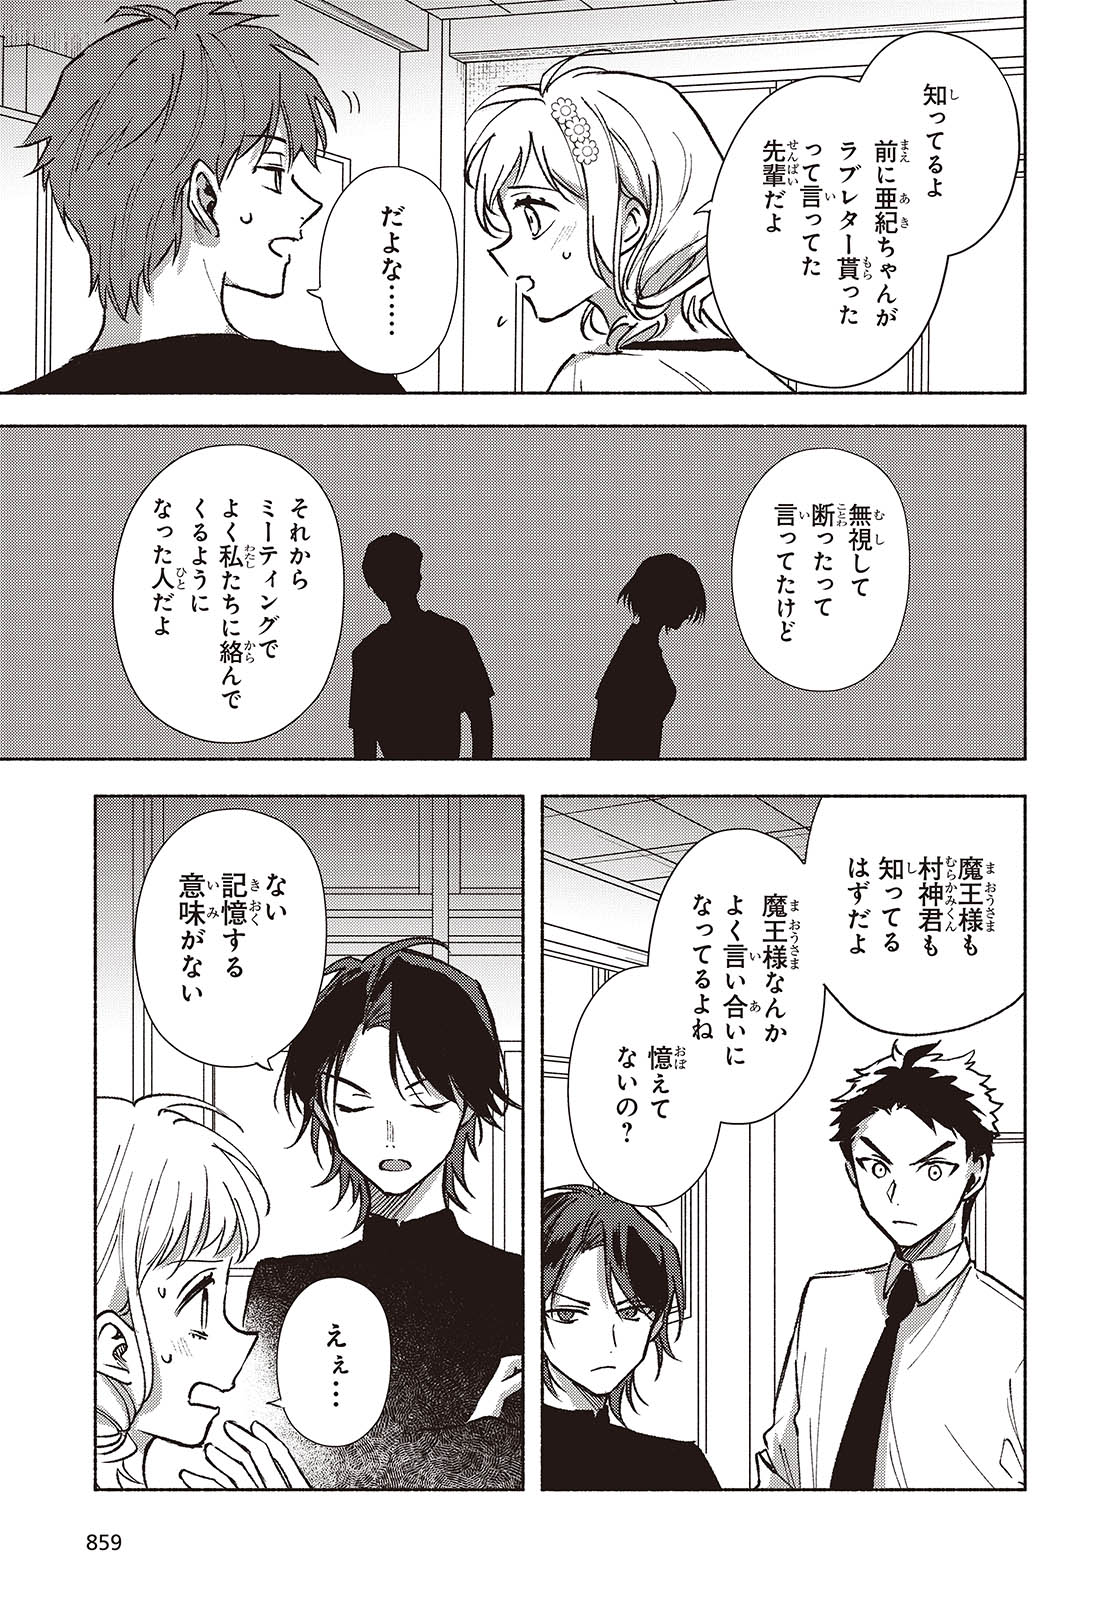 知ってるよ
前に亜紀ちゃんが
ラブレター貰った
って言ってた
先輩だよ
だよな……
無視して
断ったって
言ってたけど
それから
ミーティングで
よく私たちに絡んで
くるように
なった人だよ
魔王様も
村神君も
知ってる
はずだよ
魔王様なんか
よく言い合いに
なってるよね
憶えて
ないの？
ない
記憶する
意味がない
えぇ…
859